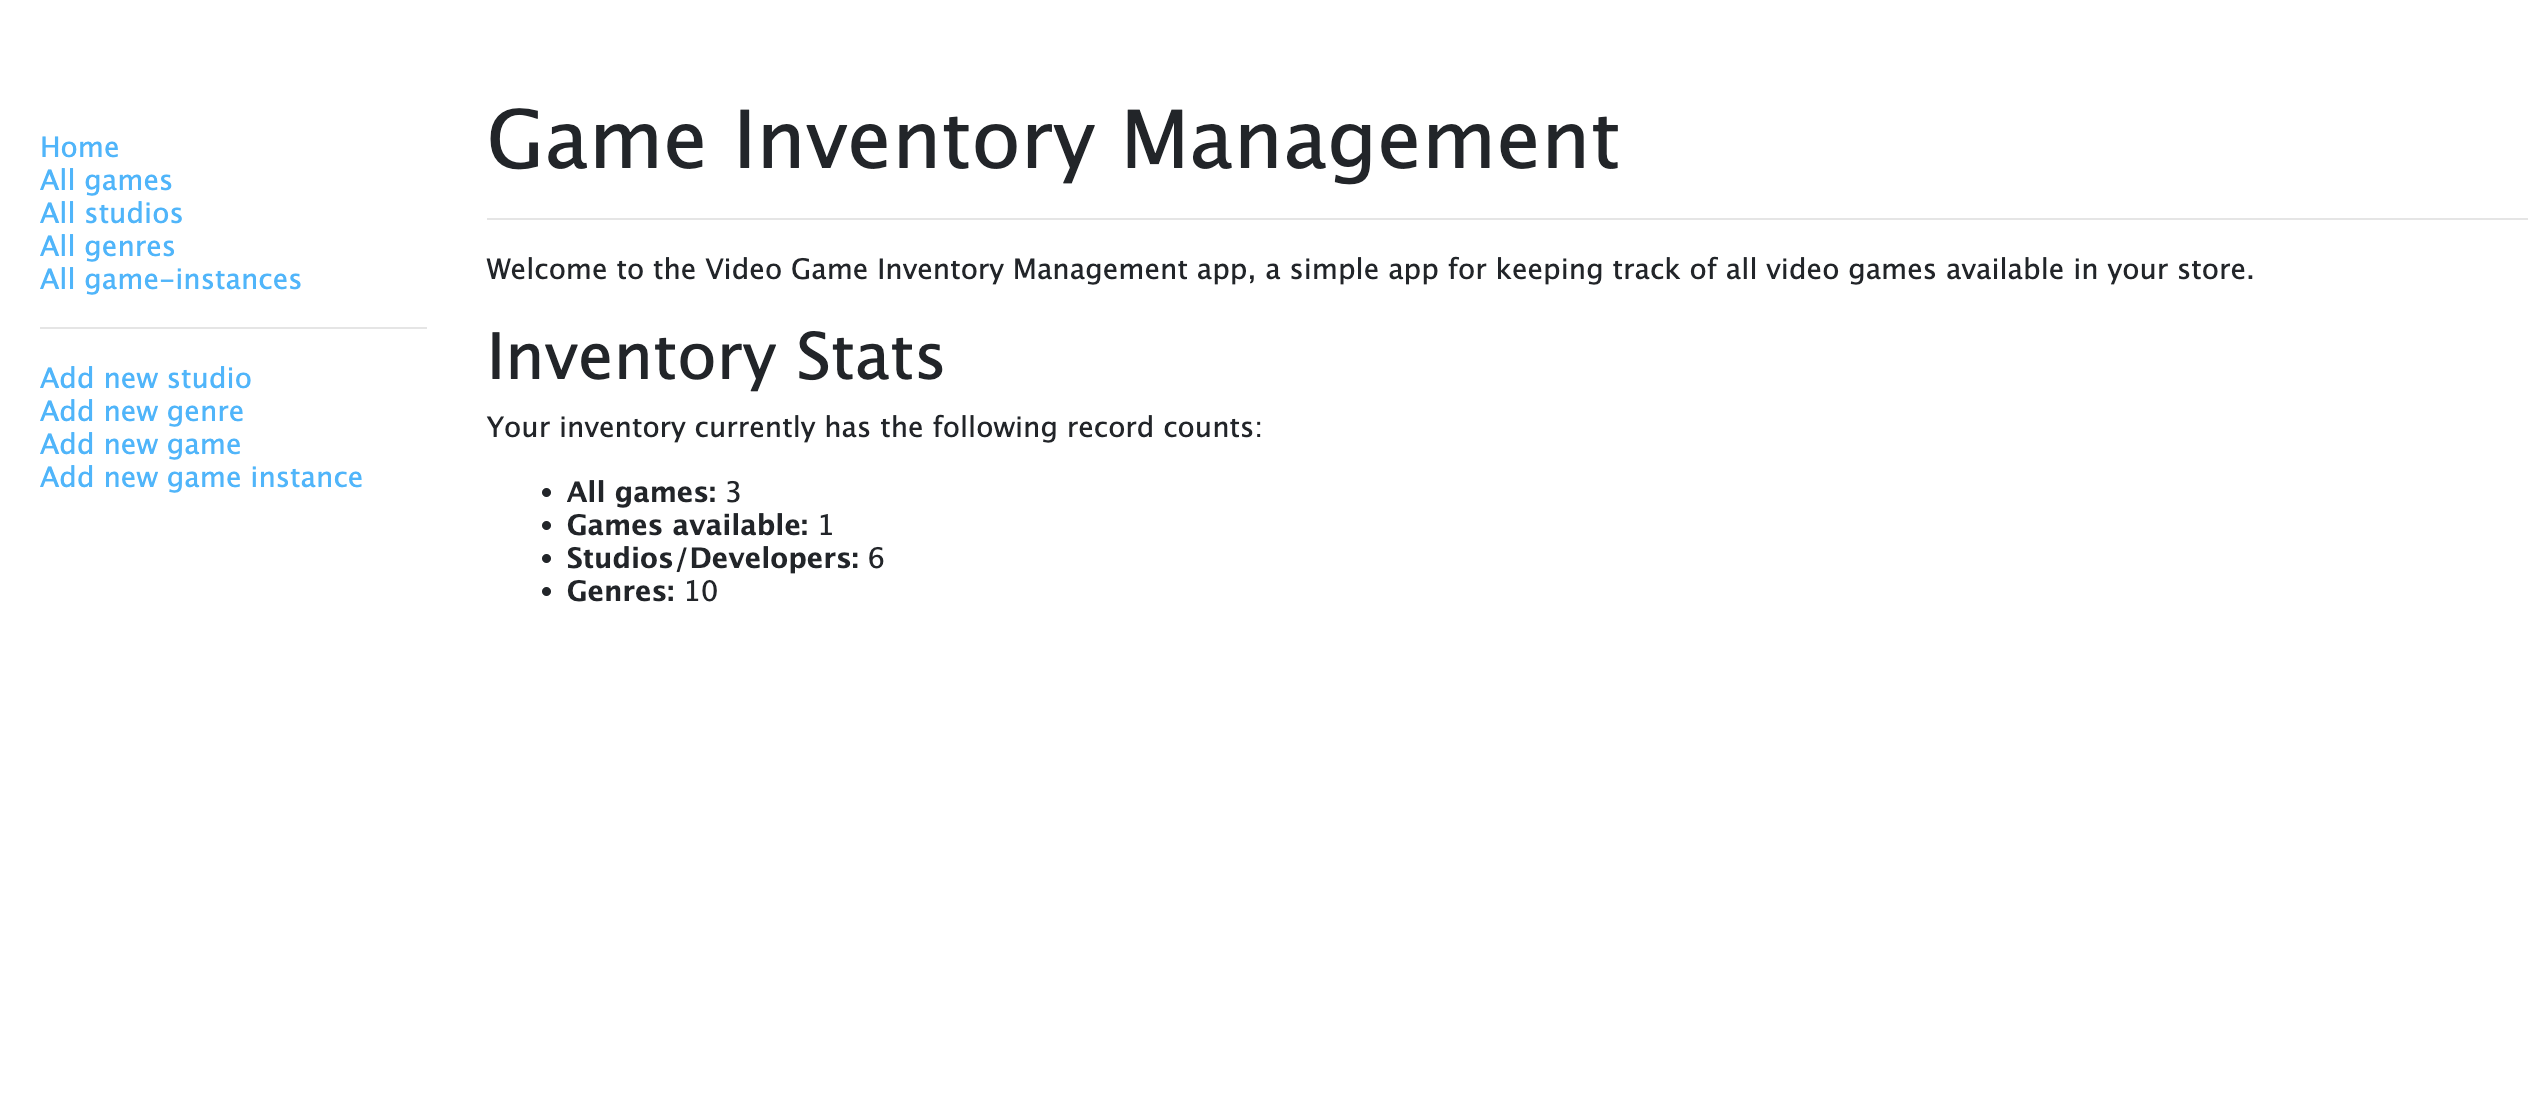 Home
All games
All studios
All genres
All game-instances
Add new studio
Add new genre
Add new game
Add new game instance
Game Inventory Management
Welcome to the Video Game Inventory Management app, a simple app for keeping track of all video games available in your store.
Inventory Stats
Your inventory currently has the following record counts:
• All games: 3
• Games available: 1
• Studios/Developers: 6
• Genres: 10